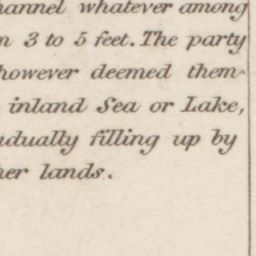 hannel whatever among
n 3 to 5 feet. The party
however deemed them-
inland Sea or Lake,
dually filling up by
her lands.